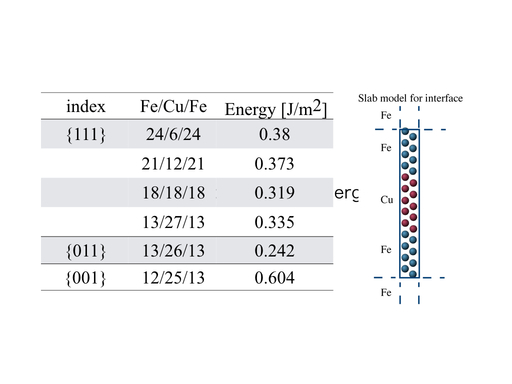 index Fe/Cu/Fe Energy [J/m2]
{111} 24/6/24 0.38
21/12/21 0.373
18/18/18 0.319
13/27/13 0.335
{011} 13/26/13 0.242
{001} 12/25/13 0.604
erg
Slab model for interface
Fe
Fe
Cu
Fe
Fe